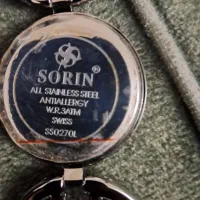 SORIN®
ALL STAINLESS STEEL
ANTIALLERGY
W.R.3ATM
SWISS
SS0270L